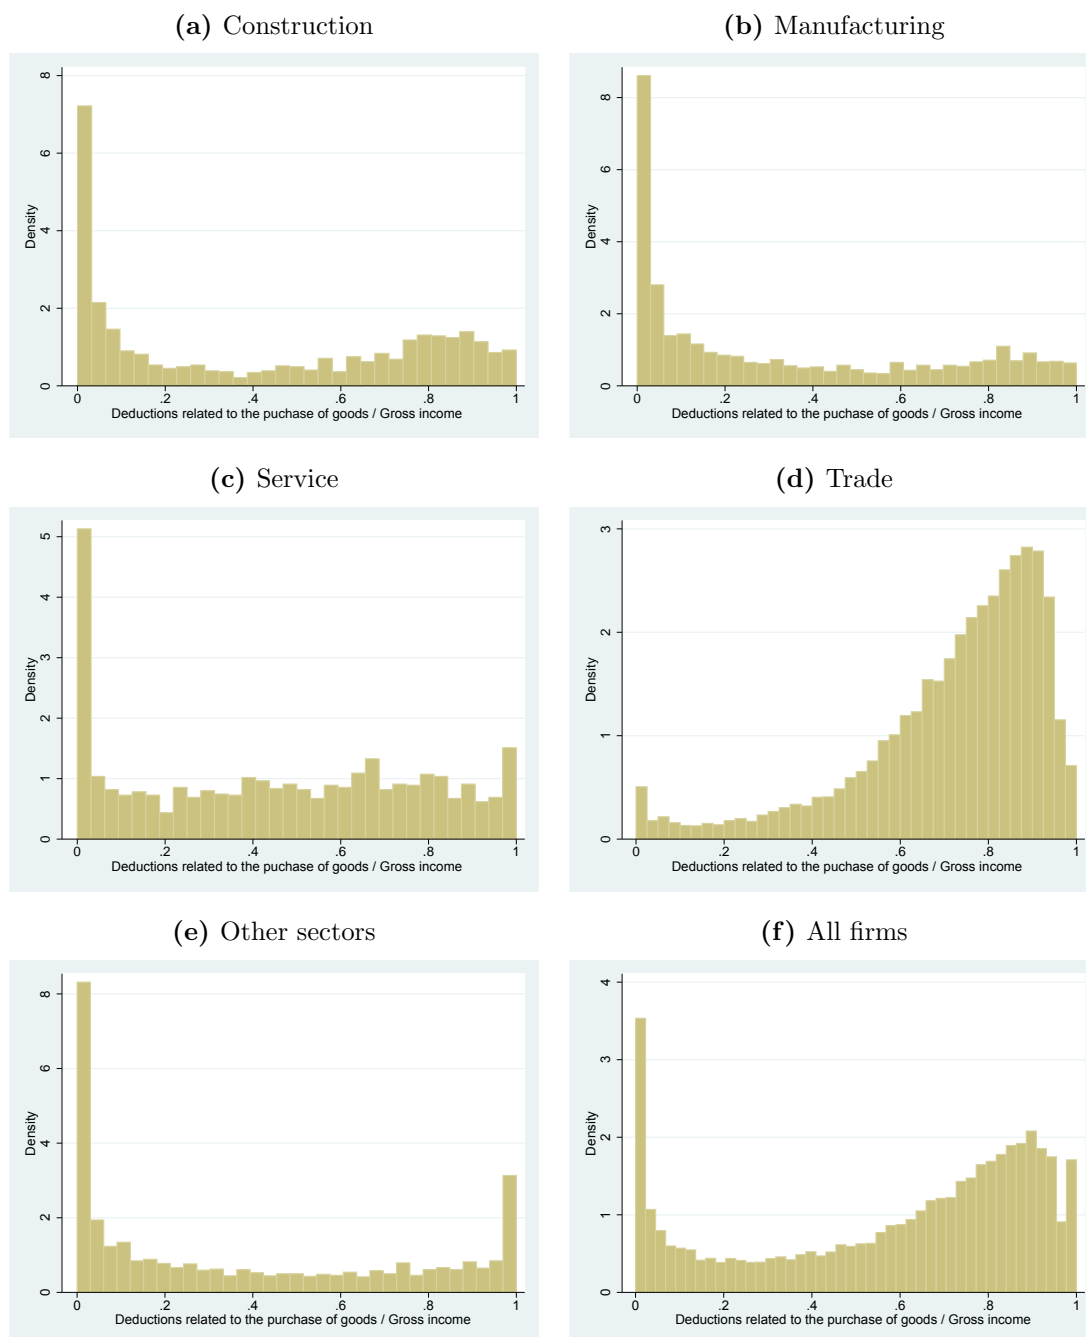 (a) Construction
(b) Manufacturing
Density
0 2 4 6 8
0 .2 .4 .6 .8 1
Deductions related to the puchase of goods / Gross income
Density
0 2 4 6 8
0 .2 .4 .6 .8 1
Deductions related to the puchase of goods / Gross income
(c) Service
(d) Trade
Density
0 1 2 3 4 5
0 .2 .4 .6 .8 1
Deductions related to the puchase of goods / Gross income
Density
0 1 2 3
0 .2 .4 .6 .8 1
Deductions related to the puchase of goods / Gross income
(e) Other sectors
(f) All firms
Density
0 2 4 6 8
0 .2 .4 .6 .8 1
Deductions related to the purchase of goods / Gross income
Density
0 1 2 3 4
0 .2 .4 .6 .8 1
Deductions related to the purchase of goods / Gross income